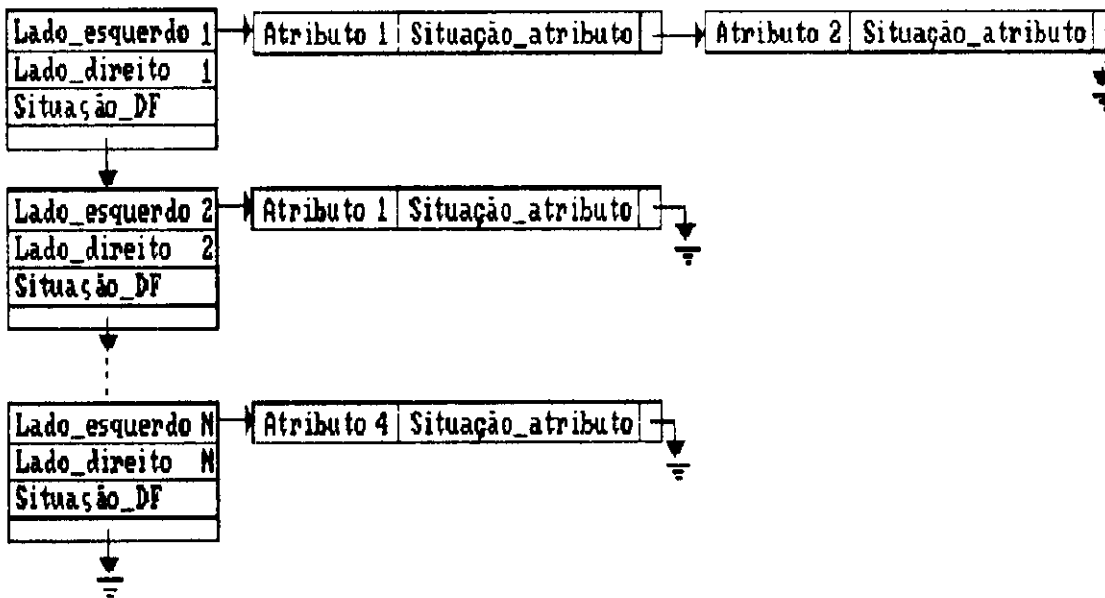 Lado_esquerdo 1 Atributo 1 Situação_atributo Atributo 2 Situação_atributo
Lado_direito 1
Situação_DF
Lado_esquerdo 2 Atributo 1 Situação_atributo
Lado_direito 2
Situação_DF
Lado_esquerdo N Atributo 4 Situação_atributo
Lado_direito N
Situação_DF